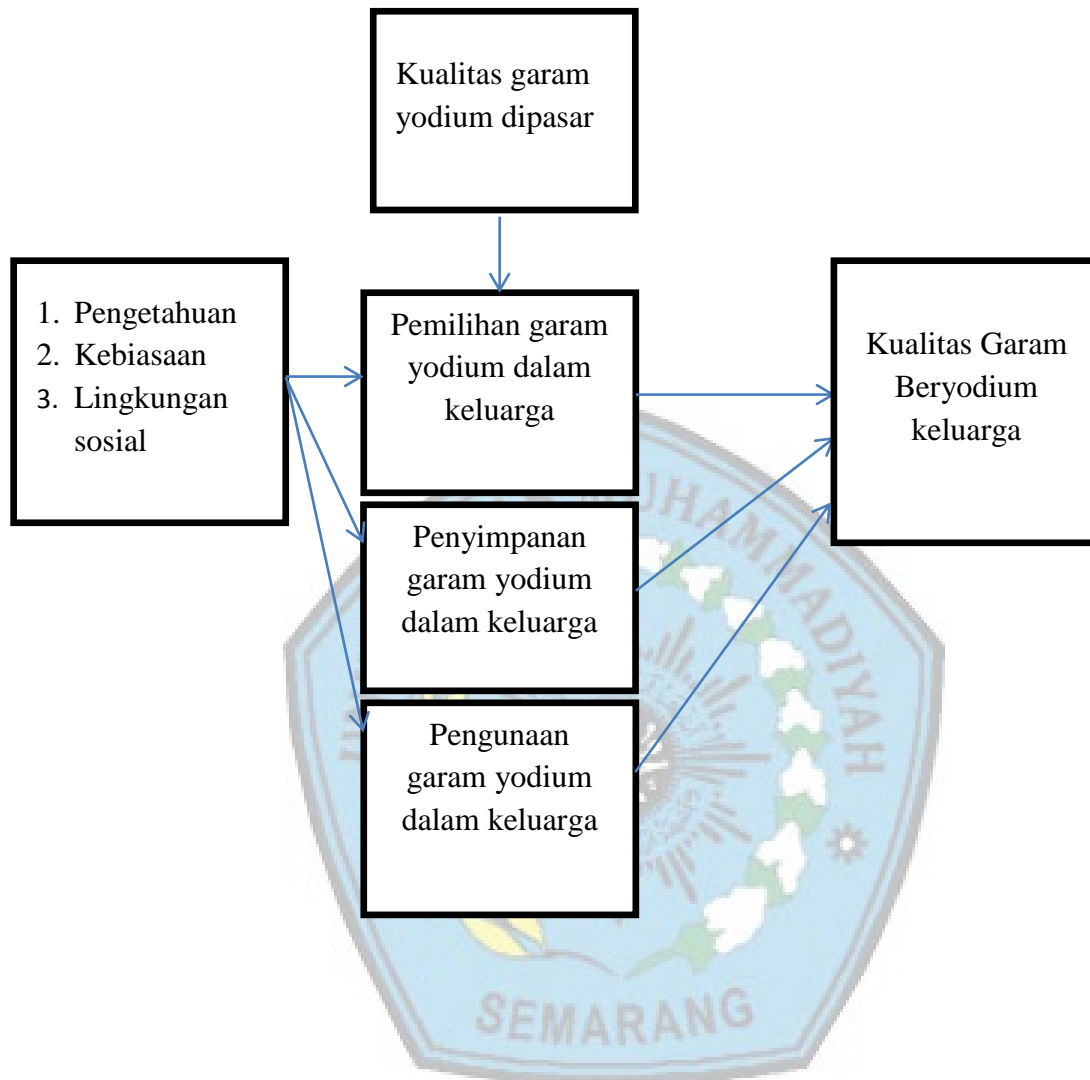 Kualitas garam
yodium dipasar
1. Pengetahuan
2. Kebiasaan
3. Lingkungan
sosial
Pemilihan garam
yodium dalam
keluarga
Kualitas Garam
Beryodium
keluarga
Penyimpanan
garam yodium
dalam keluarga
Pengunaan
garam yodium
dalam keluarga
MUHAMMADIYAH
SEMARANG